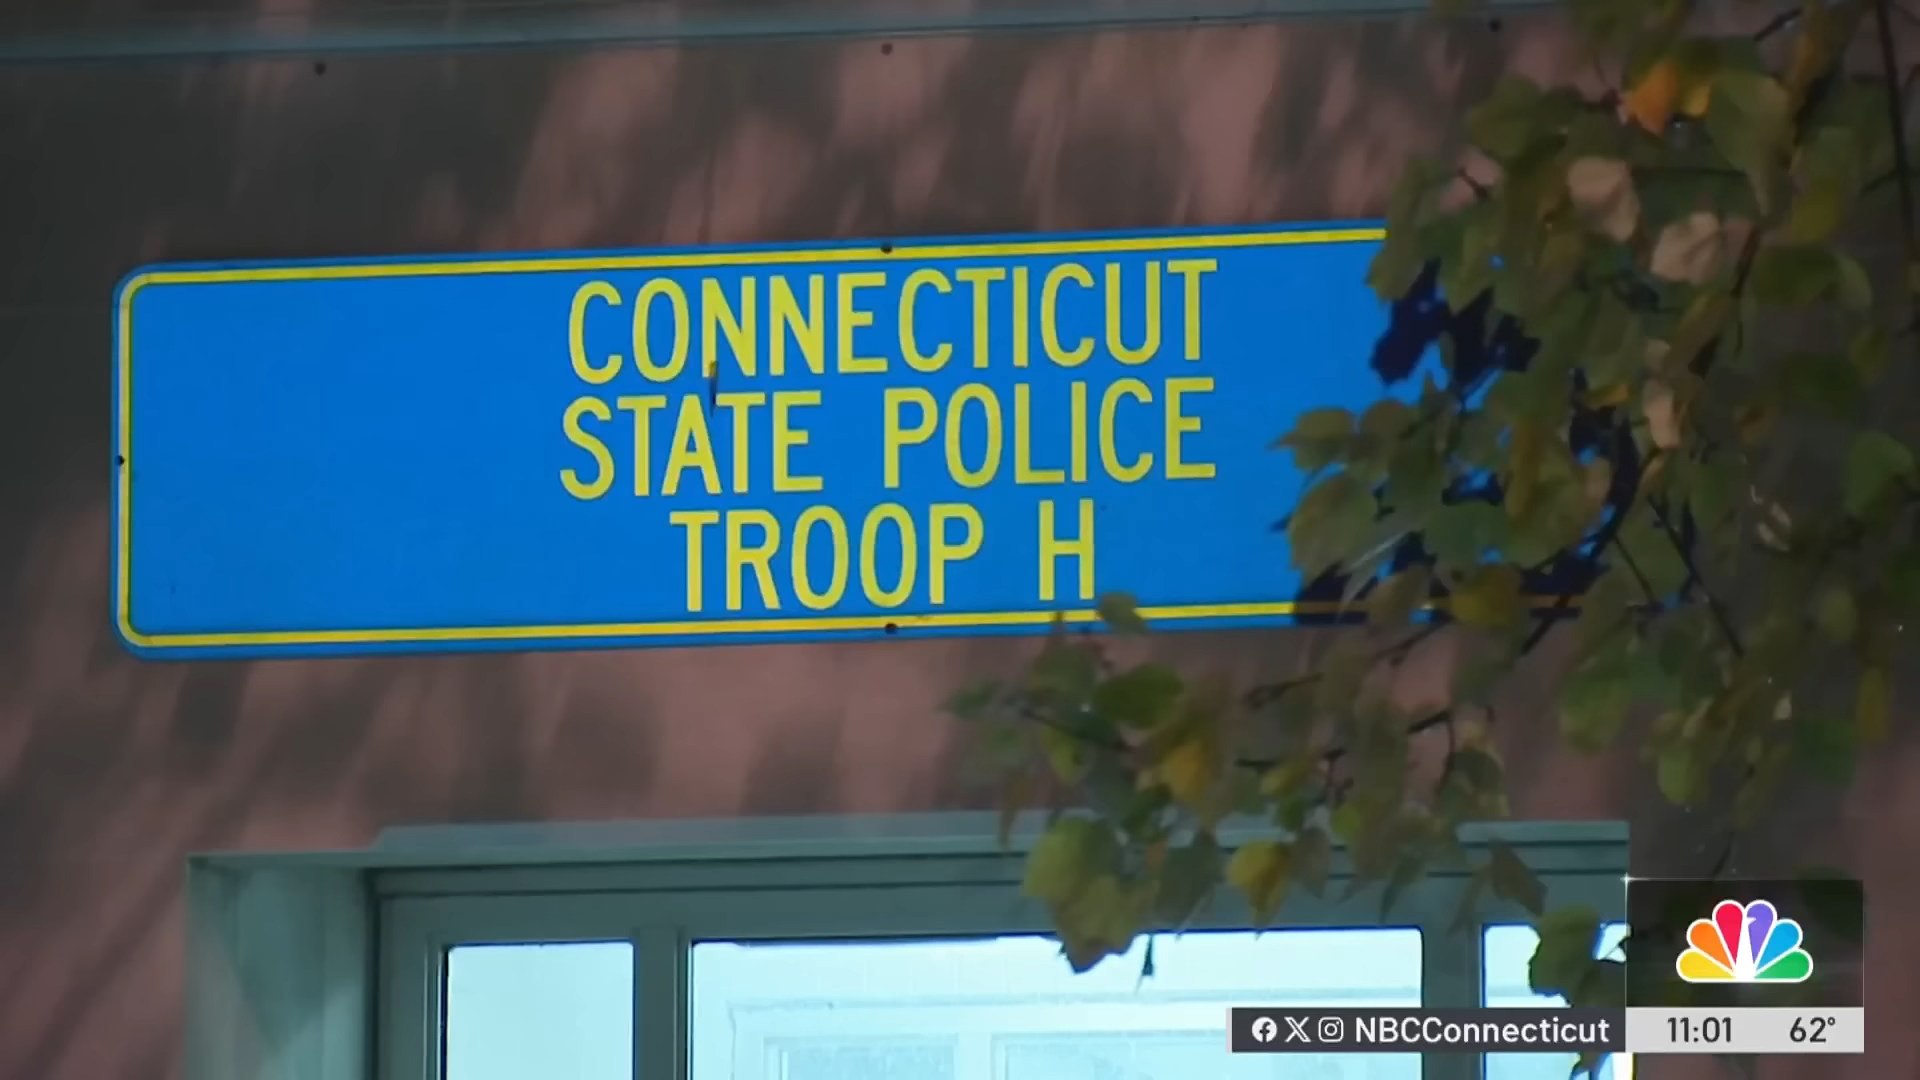 CONNECTICUT
STATE POLICE
TROOP H
NBCConnecticut
11:01 62°